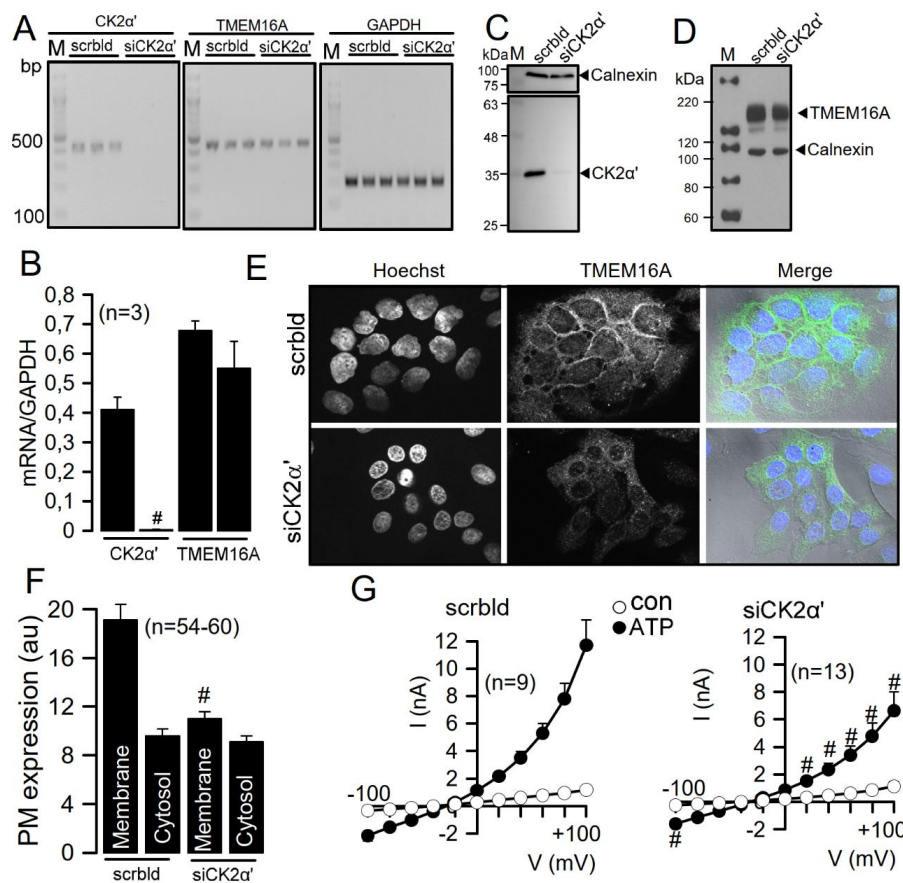 A
CK2α' TMEM16A GAPDH
M scrbld siCK2α' scrbld siCK2α' scrbld siCK2α'
bp
500
100
C
kDa M scrbld siCK2α'
100
75
Calnexin
63
48
35
CK2α'
25
D
M scrbld siCK2α'
kDa
220
TMEM16A
120
100
Calnexin
80
60
B
mRNA/GAPDH
0,8
(n=3)
0,7
0,6
0,5
0,4
0,3
0,2
0,1
0
#
CK2α' TMEM16A
E
Hoechst TMEM16A Merge
scrbld
siCK2α'
F
PM expression (au)
20
(n=54-60)
16
12
8
4
0
#
Membrane Cytosol Membrane Cytosol
scrbld siCK2α'
G
scrbld
con
ATP
I (nA)
12
10
8
6
4
2
-2
(n=9)
-100
+100
V (mV)
siCK2α'
I (nA)
12
10
8
6
4
2
-2
(n=13)
# # # # #
-100
#
+100
V (mV)